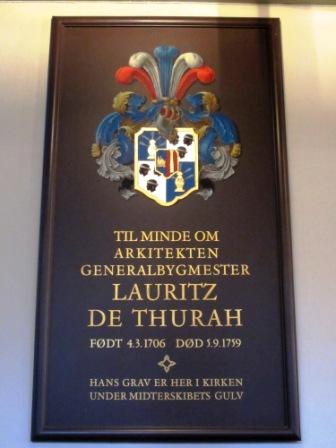 TIL MINDE OM
ARKITEKTEN
GENERALBYGMESTER
LAURITZ
DE THURAH
FØDT 4.3.1706 DØD 5.9.1759
HANS GRAV ER HER I KIRKEN
UNDER MIDTERSKIBETS GULV